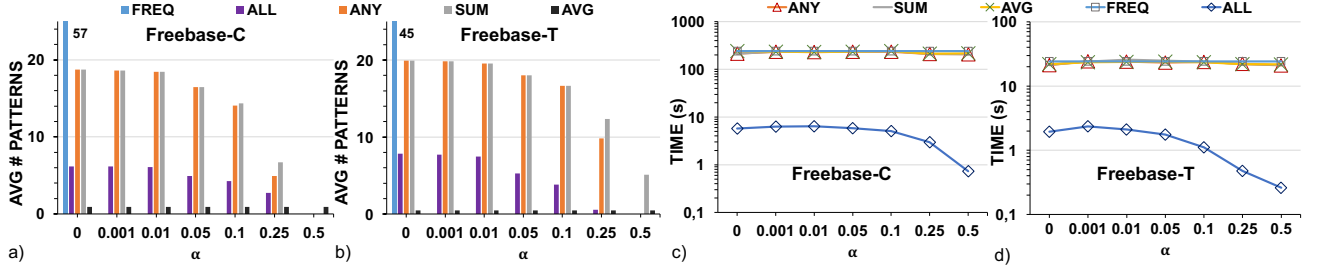 FREQ ALL ANY SUM AVG
57 Freebase-C
AVG # PATTERNS
20
10
0
0 0.001 0.01 0.05 0.1 0.25 0.5
a) α
45 Freebase-T
AVG # PATTERNS
20
10
0
0 0.001 0.01 0.05 0.1 0.25 0.5
b) α
ANY SUM AVG FREQ ALL
TIME (s)
1000
100
10
1
0,1
Freebase-C
0 0.001 0.01 0.05 0.1 0.25 0.5
c) α
TIME (s)
100
10
1
0,1
Freebase-T
0 0.001 0.01 0.05 0.1 0.25 0.5
d) α